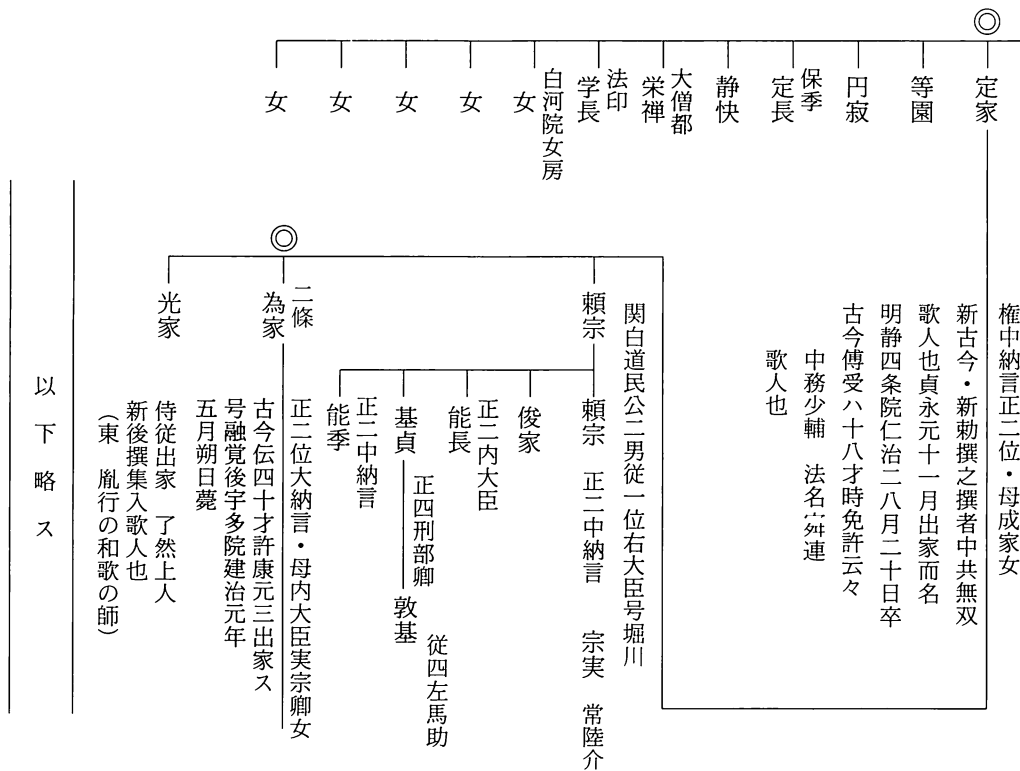 ◎
定家
権中納言正二位・母成家女
新古今・新勅撰之撰者中共無双
歌人也貞永元十一月出家而名
明静四条院仁治二八月二十日卒
古今傅受ハ十八才時免許云々
等園
円寂
保季
定長
中務少輔 法名
連
歌人也
静快
大僧都
栄禅
法印
学長
白河院女房
女
女
女
女
女
関白道民公二男従一位右大臣号堀川
頼宗
頼宗 正二中納言 宗実 常陸介
俊家
正二内大臣
能長
基貞
正四刑部卿
敦基
従四左馬助
正二中納言
能季
◎
二條
為家
正二位大納言・母内大臣実宗卿女
古今伝四十才許康元三出家ス
号融覚後宇多院建治元年
五月朔日薨
光家
侍従出家 了然上人
新後撰集入歌人也
(東 胤行の和歌の師)
以下略ス